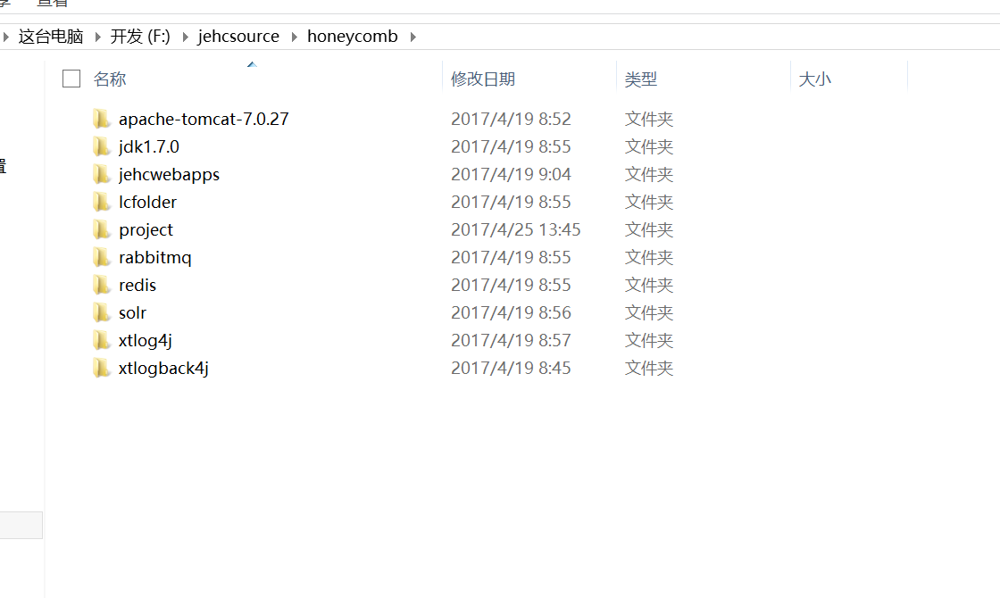 查看
这台电脑 开发 (F:) jehcsource honeycomb
名称 修改日期 类型 大小
apache-tomcat-7.0.27 2017/4/19 8:52 文件夹
jdk1.7.0 2017/4/19 8:55 文件夹
jehcwebapps 2017/4/19 9:04 文件夹
lcfolder 2017/4/19 8:55 文件夹
project 2017/4/25 13:45 文件夹
rabbitmq 2017/4/19 8:55 文件夹
redis 2017/4/19 8:55 文件夹
solr 2017/4/19 8:56 文件夹
xtlog4j 2017/4/19 8:57 文件夹
xtlogback4j 2017/4/19 8:45 文件夹